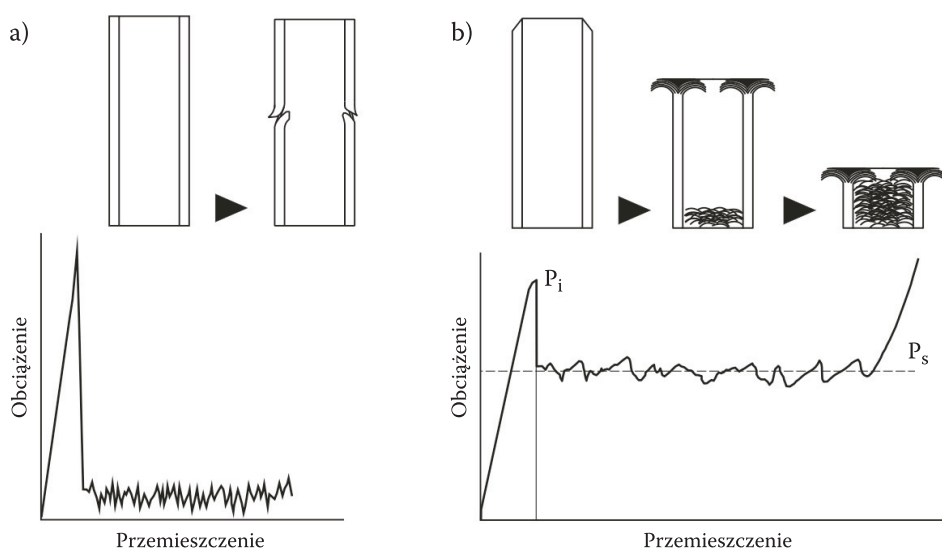 a)
Obciążenie
Przemieszczenie
b)
P_i
P_s
Obciążenie
Przemieszczenie